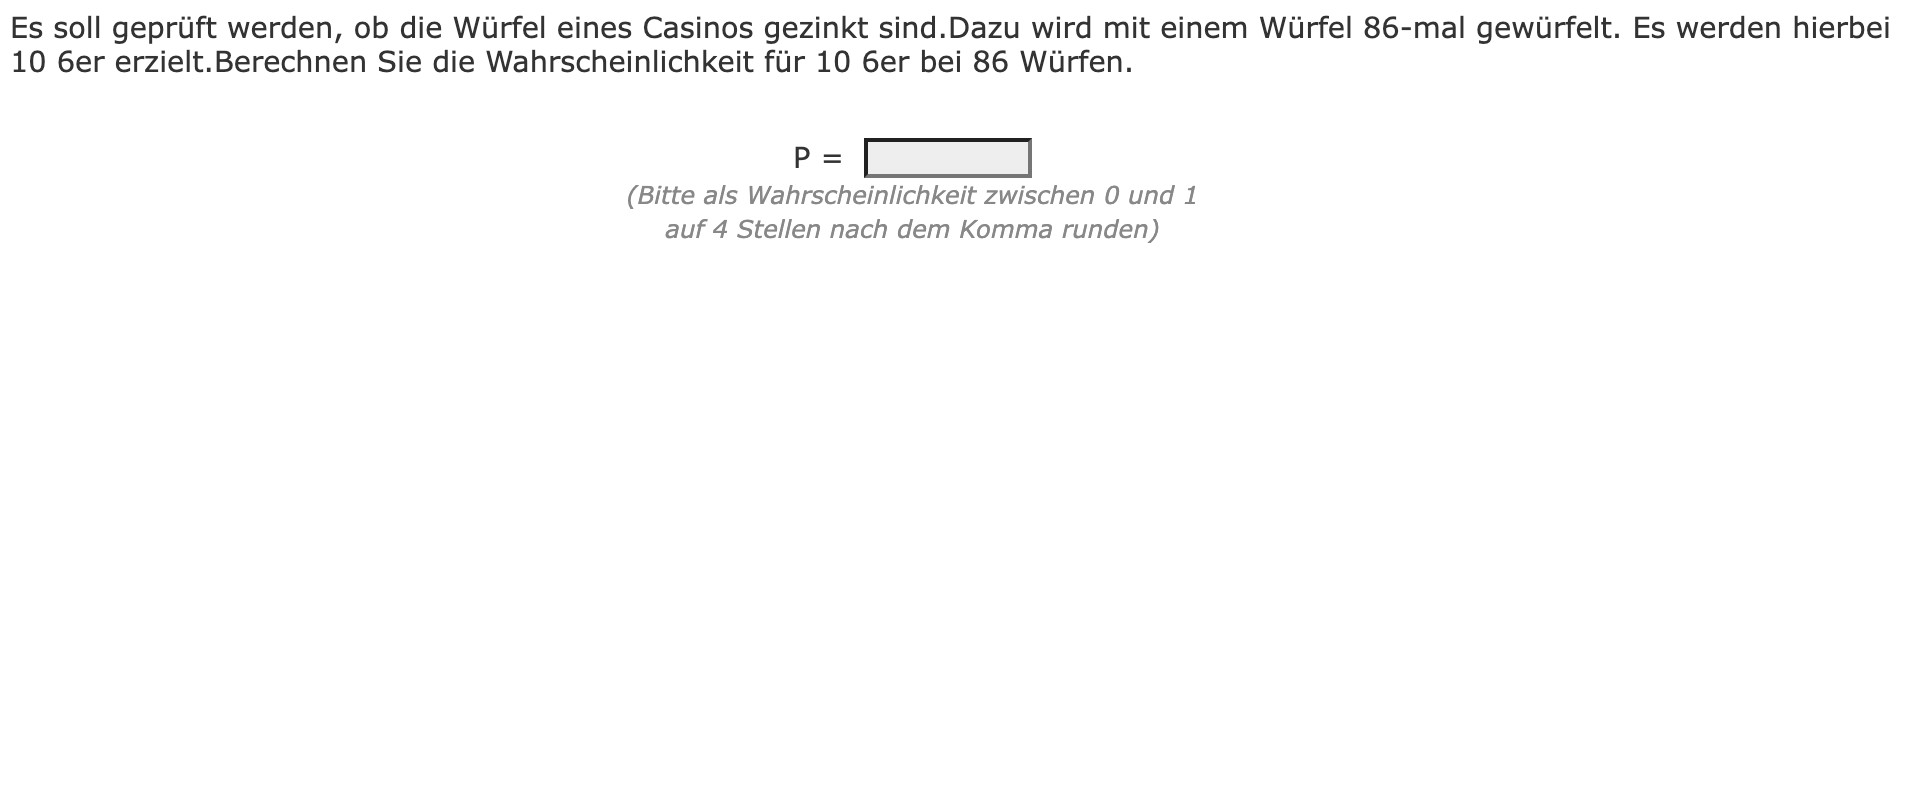 Es soll geprüft werden, ob die Würfel eines Casinos gezinkt sind.Dazu wird mit einem Würfel 86-mal gewürfelt. Es werden hierbei
10 6er erzielt.Berechnen Sie die Wahrscheinlichkeit für 10 6er bei 86 Würfen.
P =
(Bitte als Wahrscheinlichkeit zwischen 0 und 1
auf 4 Stellen nach dem Komma runden)